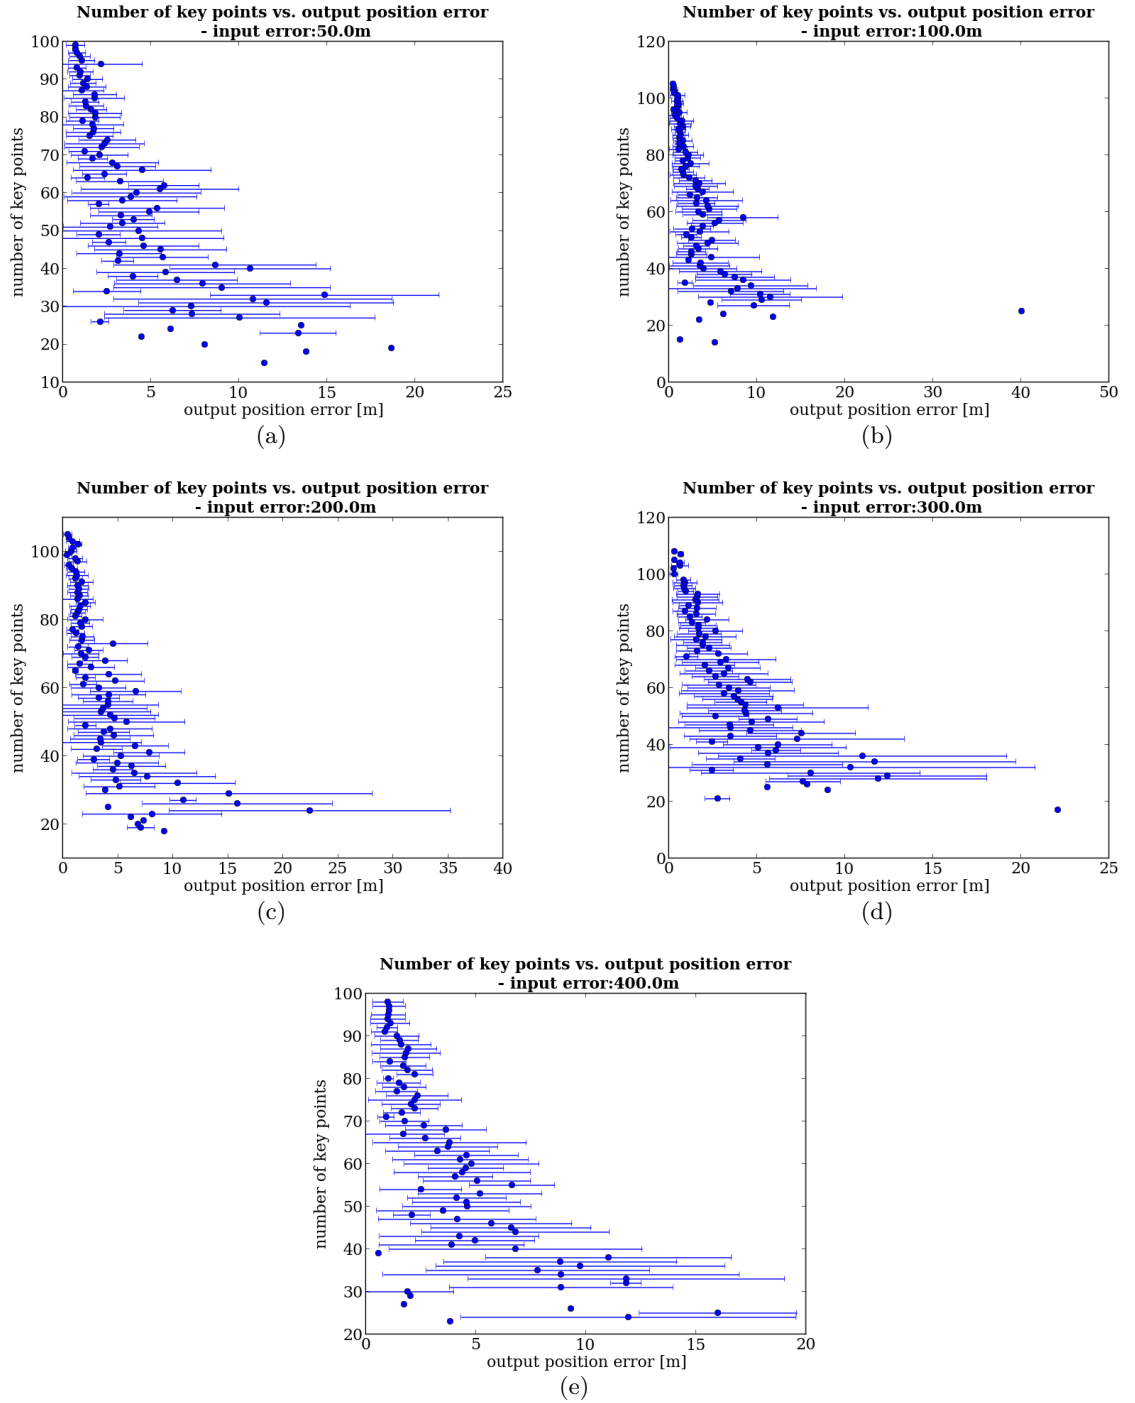 Number of key points vs. output position error
- input error:50.0m
100
90
80
70
60
50
40
30
20
10
number of key points
0 5 10 15 20 25
output position error [m]
(a)
Number of key points vs. output position error
- input error:100.0m
120
100
80
60
40
20
0
number of key points
0 10 20 30 40 50
output position error [m]
(b)
Number of key points vs. output position error
- input error:200.0m
100
80
60
40
20
number of key points
0 5 10 15 20 25 30 35 40
output position error [m]
(c)
Number of key points vs. output position error
- input error:300.0m
120
100
80
60
40
20
0
number of key points
0 5 10 15 20 25
output position error [m]
(d)
Number of key points vs. output position error
- input error:400.0m
100
90
80
70
60
50
40
30
20
number of key points
0 5 10 15 20
output position error [m]
(e)